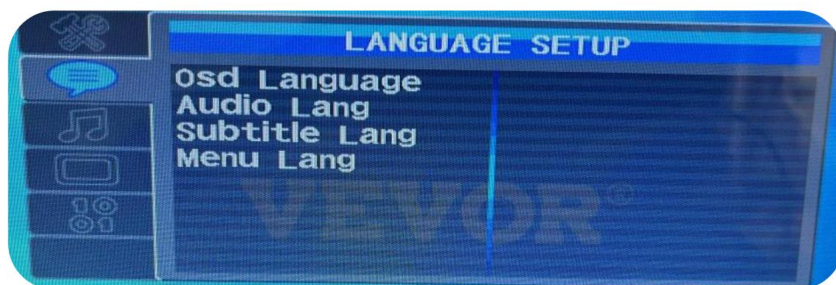 LANGUAGE SETUP
Osd Language
Audio Lang
Subtitle Lang
Menu Lang
VEVOR®